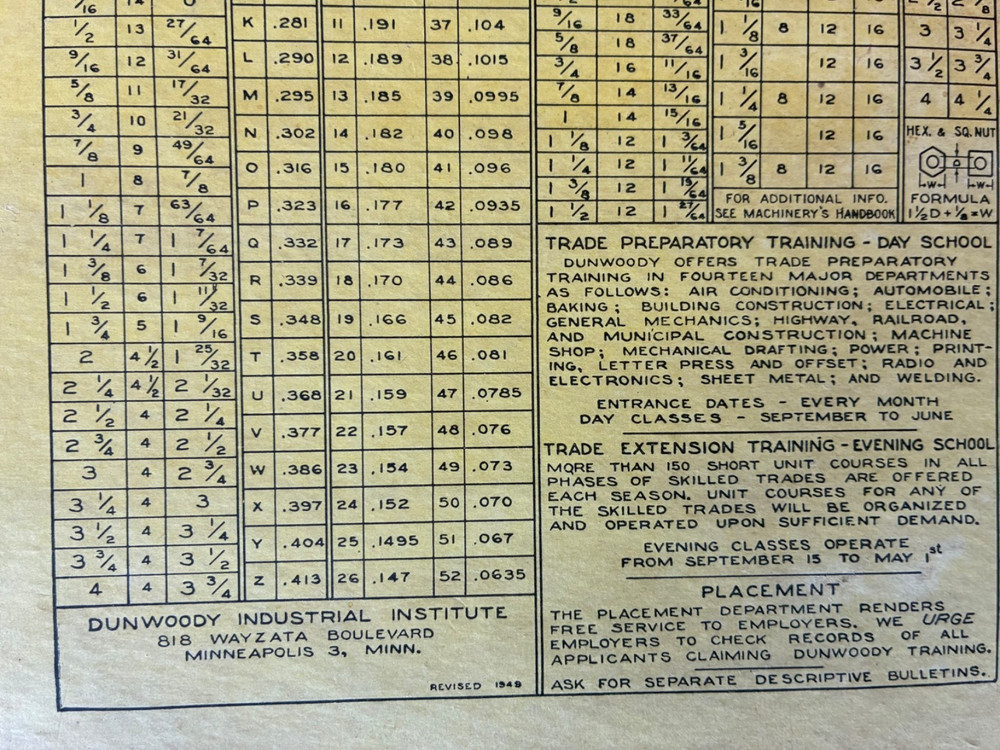 1/2 13 27/64
9/16 12 31/64
5/8 11 17/32
3/4 10 21/32
7/8 9 49/64
1 8 7/8
1 1/8 7 63/64
1 1/4 7 1 7/64
1 3/8 6 1 7/32
1 1/2 6 1 11/32
1 3/4 5 1 9/16
2 4 1/2 1 25/32
2 1/4 4 1/2 2 1/32
2 1/2 4 2 1/4
2 3/4 4 2 1/2
3 4 2 3/4
3 1/4 4 3
3 1/2 4 3 1/4
3 3/4 4 3 1/2
4 4 3 3/4
K .281 11 .191 37 .104
L .290 12 .189 38 .1015
M .295 13 .185 39 .0995
N .302 14 .182 40 .098
O .316 15 .180 41 .096
P .323 16 .177 42 .0935
Q .332 17 .173 43 .089
R .339 18 .170 44 .086
S .348 19 .166 45 .082
T .358 20 .161 46 .081
U .368 21 .159 47 .0785
V .377 22 .157 48 .076
W .386 23 .154 49 .073
X .397 24 .152 50 .070
Y .404 25 .1495 51 .067
Z .413 26 .147 52 .0635
DUNWOODY INDUSTRIAL INSTITUTE
818 WAYZATA BOULEVARD
MINNEAPOLIS 3, MINN.
REVISED 1949
9/16 18 33/64
5/8 18 37/64
3/4 16 11/16
7/8 14 13/16
1 14 15/16
1 1/8 12 1 3/64
1 1/4 12 1 11/64
1 3/8 12 1 19/64
1 1/2 12 1 27/64
1 1/8 8 12 16
1 3/16
1 1/4 8 12 16
1 5/16 12 16
1 3/8 8 12 16
FOR ADDITIONAL INFO.
SEE MACHINERY'S HANDBOOK
3 3 1/4
3 1/2 3 3/4
4 4 1/4
HEX. & SQ. NUT
D
W W
FORMULA
1 1/2 D + 1/8 = W
TRADE PREPARATORY TRAINING - DAY SCHOOL
DUNWOODY OFFERS TRADE PREPARATORY
TRAINING IN FOURTEEN MAJOR DEPARTMENTS
AS FOLLOWS: AIR CONDITIONING; AUTOMOBILE;
BAKING; BUILDING CONSTRUCTION; ELECTRICAL;
GENERAL MECHANICS; HIGHWAY, RAILROAD,
AND MUNICIPAL CONSTRUCTION; MACHINE
SHOP; MECHANICAL DRAFTING; POWER; PRINT-
ING, LETTER PRESS AND OFFSET; RADIO AND
ELECTRONICS; SHEET METAL; AND WELDING.
ENTRANCE DATES - EVERY MONTH
DAY CLASSES - SEPTEMBER TO JUNE
TRADE EXTENSION TRAINING - EVENING SCHOOL
MORE THAN 150 SHORT UNIT COURSES IN ALL
PHASES OF SKILLED TRADES ARE OFFERED
EACH SEASON. UNIT COURSES FOR ANY OF
THE SKILLED TRADES WILL BE ORGANIZED
AND OPERATED UPON SUFFICIENT DEMAND.
EVENING CLASSES OPERATE
FROM SEPTEMBER 15 TO MAY 1st
PLACEMENT
THE PLACEMENT DEPARTMENT RENDERS
FREE SERVICE TO EMPLOYERS. WE URGE
EMPLOYERS TO CHECK RECORDS OF ALL
APPLICANTS CLAIMING DUNWOODY TRAINING.
ASK FOR SEPARATE DESCRIPTIVE BULLETINS.